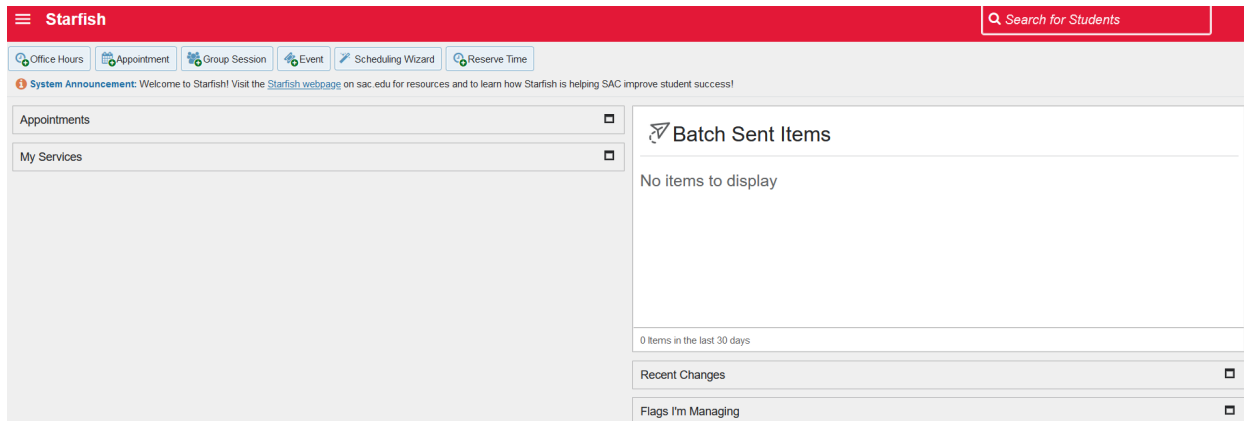 Starfish
Search for Students
Office Hours Appointment Group Session Event Scheduling Wizard Reserve Time
System Announcement: Welcome to Starfish! Visit the Starfish webpage on sac.edu for resources and to learn how Starfish is helping SAC improve student success!
Appointments
My Services
Batch Sent Items
No items to display
0 Items in the last 30 days
Recent Changes
Flags I'm Managing